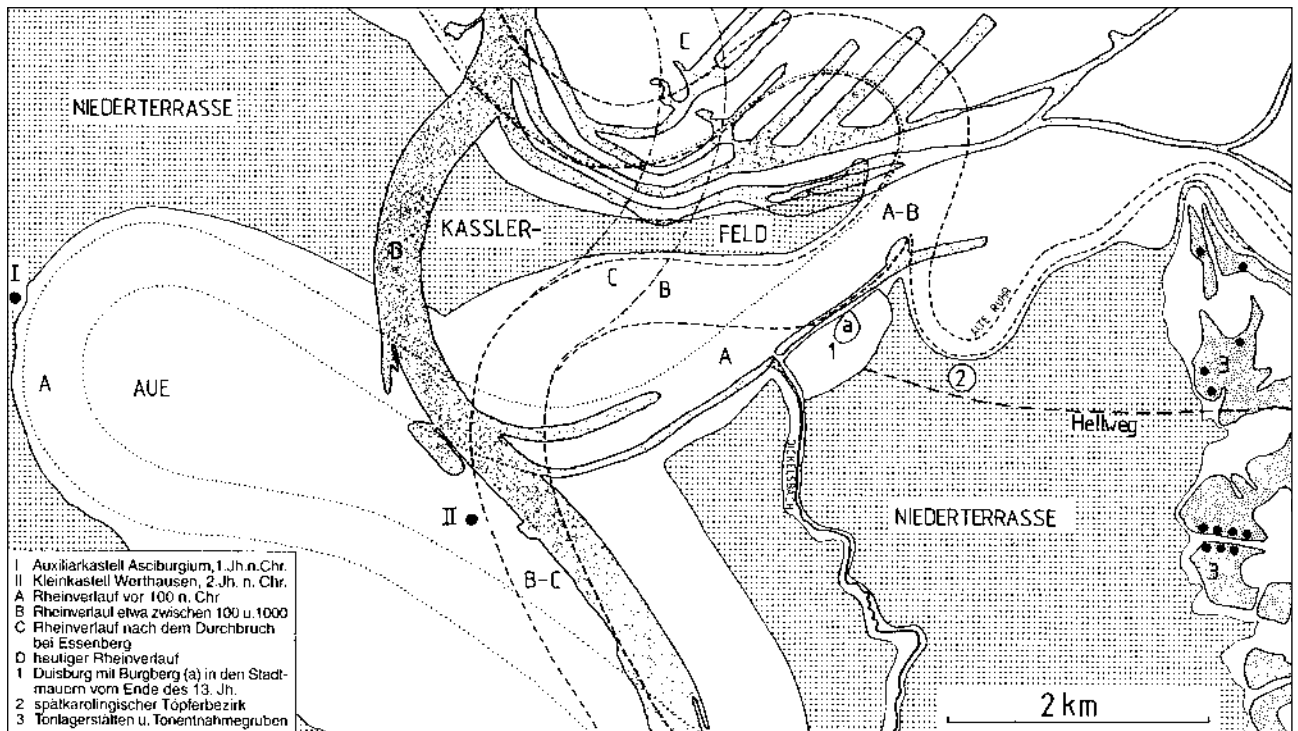 C
NIEDERTERRASSE
A-B
KASSLER-
FELD
D
I
C
B
ALTE RUHR
a
1
A
3
2
A
AUE
Hellweg
DICKELSBACH
II
NIEDERTERRASSE
B-C
3
2 km
I Auxiliarkastell Asciburgium, 1.Jh.n.Chr.
II Kleinkastell Werthausen, 2.Jh. n. Chr.
A Rheinverlauf vor 100 n. Chr
B Rheinverlauf etwa zwischen 100 u.1000
C Rheinverlauf nach dem Durchbruch
bei Essenberg
D heutiger Rheinverlauf
1 Duisburg mit Burgberg (a) in den Stadt-
mauern vom Ende des 13. Jh.
2 spätkarolingischer Töpferbezirk
3 Tonlagerstätten u. Tonentnahmegruben